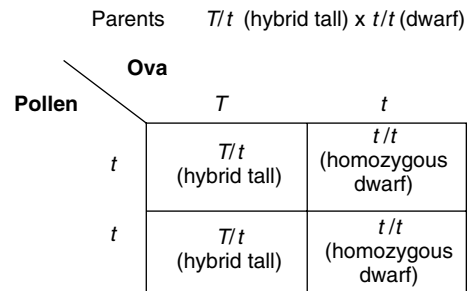 Parents T/t (hybrid tall) x t/t (dwarf)
Ova
Pollen T t
t T/t (hybrid tall) t/t (homozygous dwarf)
t T/t (hybrid tall) t/t (homozygous dwarf)